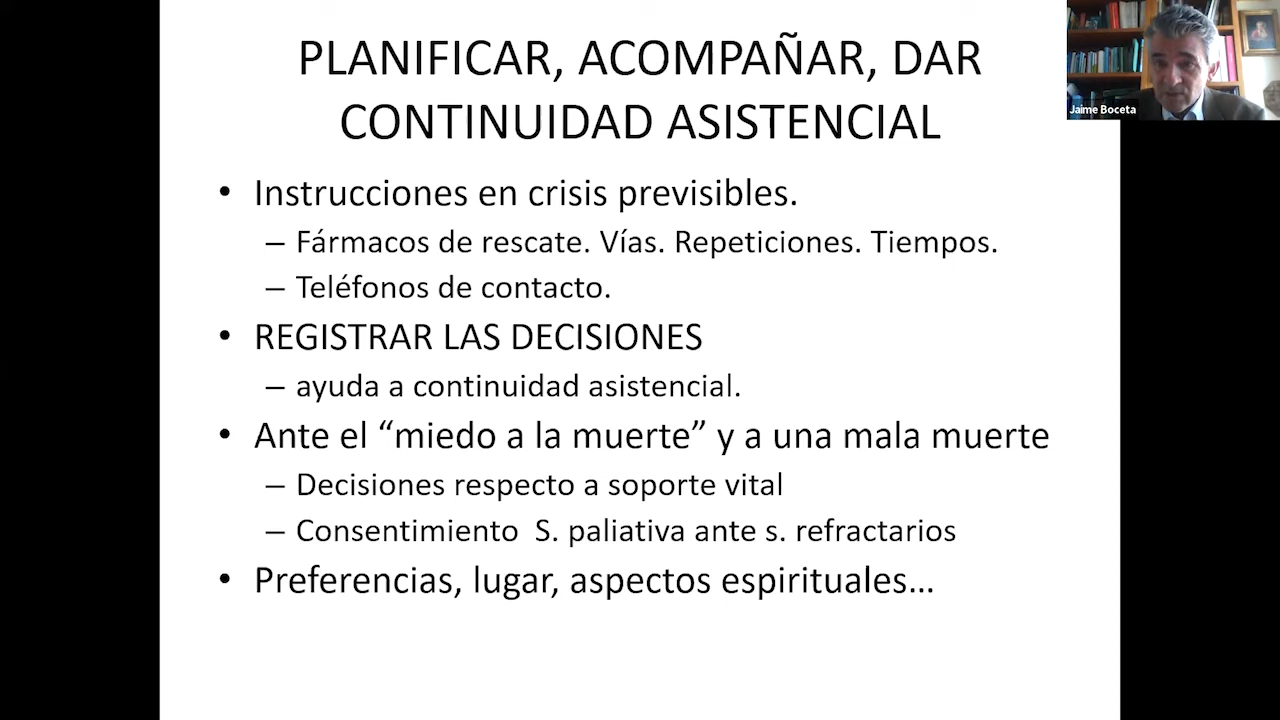 PLANIFICAR, ACOMPAÑAR, DAR
CONTINUIDAD ASISTENCIAL
Jaime Boceta
• Instrucciones en crisis previsibles.
– Fármacos de rescate. Vías. Repeticiones. Tiempos.
– Teléfonos de contacto.
• REGISTRAR LAS DECISIONES
– ayuda a continuidad asistencial.
• Ante el “miedo a la muerte” y a una mala muerte
– Decisiones respecto a soporte vital
– Consentimiento  S. paliativa ante s. refractarios
• Preferencias, lugar, aspectos espirituales…